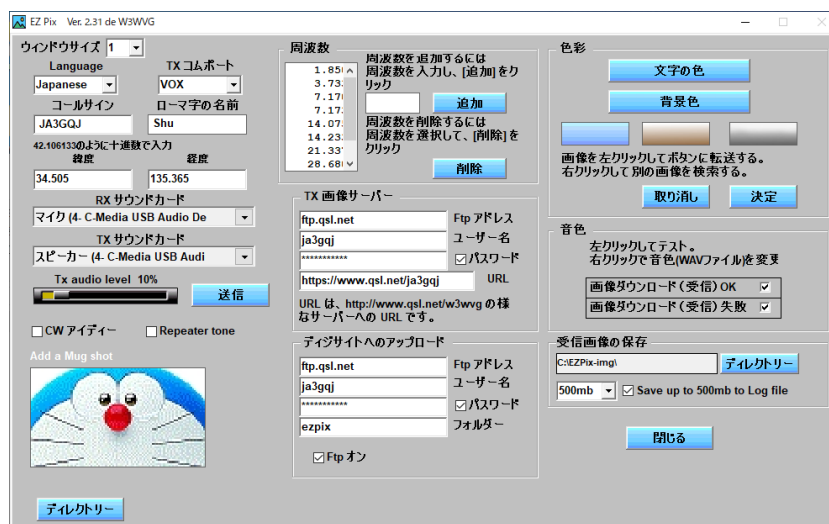 EZ Pix Ver. 2.31 de W3WVG
ウィンドウサイズ 1
Language
TX コムポート
Japanese
VOX
コールサイン
ローマ字の名前
JA3GQJ
Shu
42.106133のように十進数で入力
緯度
経度
34.505
135.365
RX サウンドカード
マイク (4- C-Media USB Audio De
TX サウンドカード
スピーカー (4- C-Media USB Audi
Tx audio level 10%
送信
CW アイディー
Repeater tone
Add a Mug shot
ディレクトリー
周波数
1.85
3.73
7.17
7.17
14.07
14.23
21.33
28.68
周波数を追加するには
周波数を入力し、[追加]をク
リック
追加
周波数を削除するには
周波数を選択して、[削除]を
クリック
削除
TX 画像サーバー
ftp.qsl.net
Ftp アドレス
ja3gqj
ユーザー名
***********
パスワード
https://www.qsl.net/ja3gqj
URL
URL は、http://www.qsl.net/w3wvg の様
なサーバーへの URL です。
ディジサイトへのアップロード
ftp.qsl.net
Ftp アドレス
ja3gqj
ユーザー名
***********
パスワード
ezpix
フォルダー
Ftp オン
色彩
文字の色
背景色
画像を左クリックしてボタンに転送する。
右クリックして別の画像を検索する。
取り消し
決定
音色
左クリックしてテスト。
右クリックで音色(WAVファイル)を変更
画像ダウンロード（受信）OK
画像ダウンロード（受信）失敗
受信画像の保存
C:\EZPix-img\
ディレクトリー
500mb
Save up to 500mb to Log file
閉じる